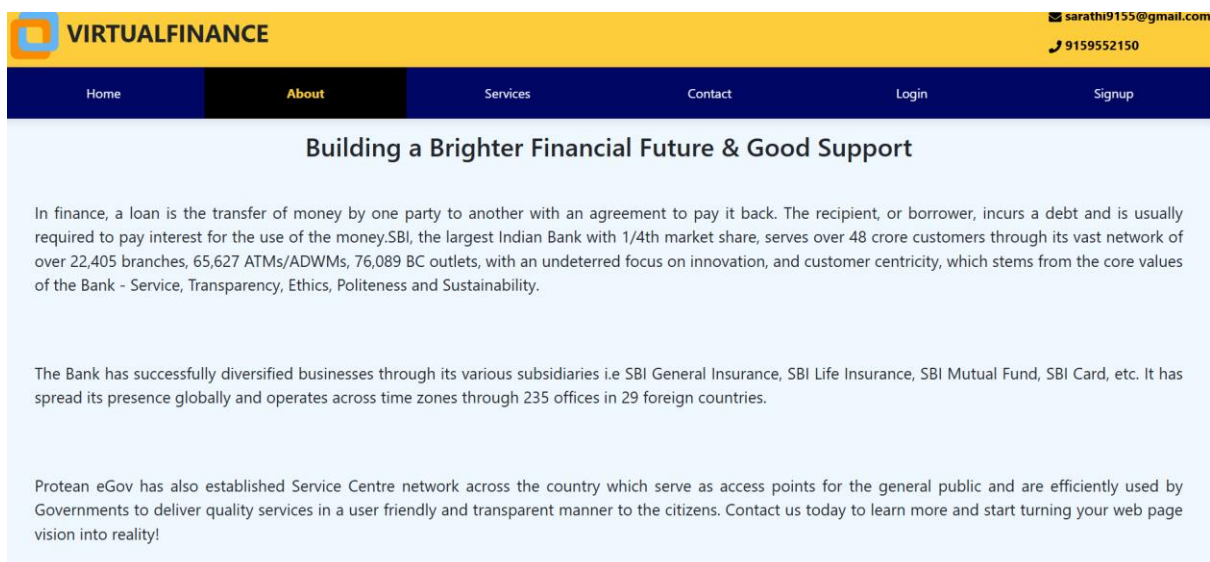 VIRTUALFINANCE
sarathi9155@gmail.com
9159552150
Home About Services Contact Login Signup
Building a Brighter Financial Future & Good Support
In finance, a loan is the transfer of money by one party to another with an agreement to pay it back. The recipient, or borrower, incurs a debt and is usually
required to pay interest for the use of the money.SBI, the largest Indian Bank with 1/4th market share, serves over 48 crore customers through its vast network of
over 22,405 branches, 65,627 ATMs/ADWMs, 76,089 BC outlets, with an undeterred focus on innovation, and customer centricity, which stems from the core values
of the Bank - Service, Transparency, Ethics, Politeness and Sustainability.
The Bank has successfully diversified businesses through its various subsidiaries i.e SBI General Insurance, SBI Life Insurance, SBI Mutual Fund, SBI Card, etc. It has
spread its presence globally and operates across time zones through 235 offices in 29 foreign countries.
Protean eGov has also established Service Centre network across the country which serve as access points for the general public and are efficiently used by
Governments to deliver quality services in a user friendly and transparent manner to the citizens. Contact us today to learn more and start turning your web page
vision into reality!